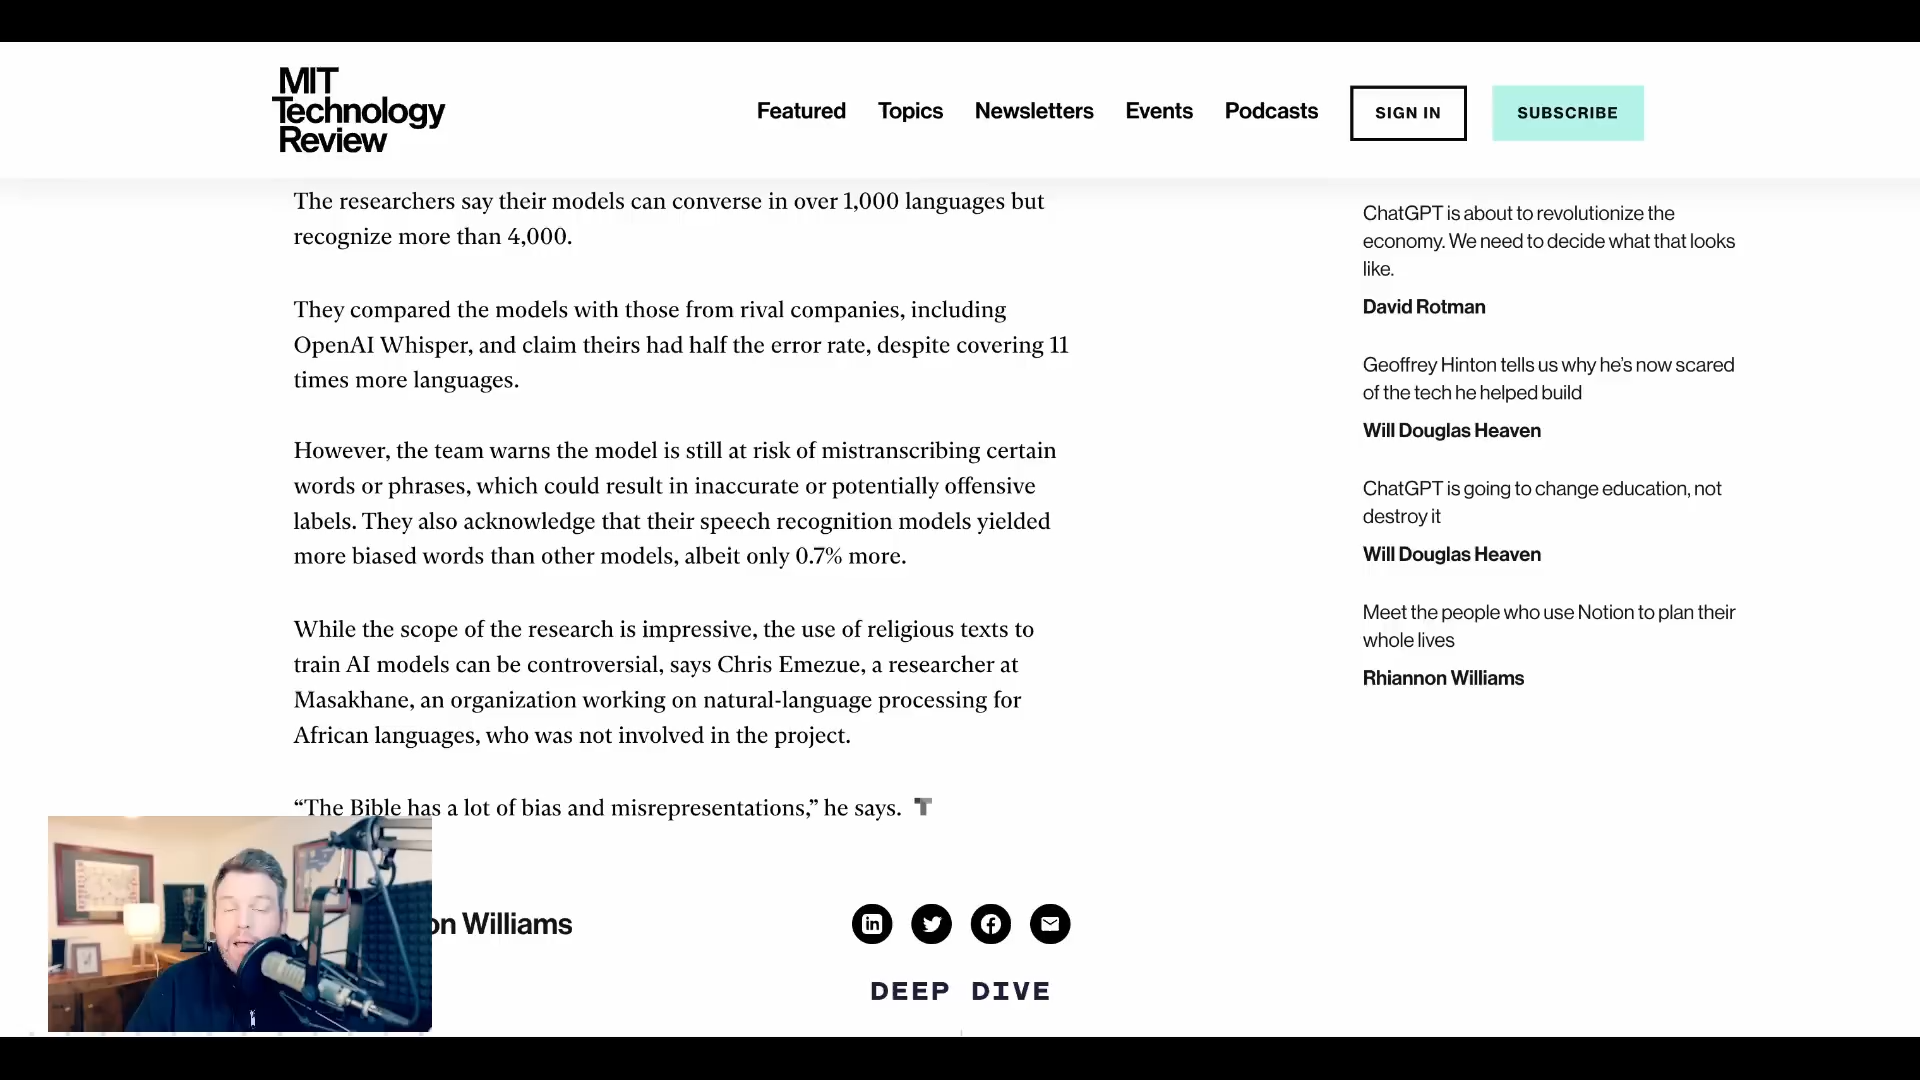 MIT
Technology
Review
Featured
Topics
Newsletters
Events
Podcasts
SIGN IN
SUBSCRIBE
The researchers say their models can converse in over 1,000 languages but
recognize more than 4,000.
They compared the models with those from rival companies, including
OpenAI Whisper, and claim theirs had half the error rate, despite covering 11
times more languages.
However, the team warns the model is still at risk of mistranscribing certain
words or phrases, which could result in inaccurate or potentially offensive
labels. They also acknowledge that their speech recognition models yielded
more biased words than other models, albeit only 0.7% more.
While the scope of the research is impressive, the use of religious texts to
train AI models can be controversial, says Chris Emezue, a researcher at
Masakhane, an organization working on natural-language processing for
African languages, who was not involved in the project.
“The Bible has a lot of bias and misrepresentations,” he says.
on Williams
DEEP DIVE
ChatGPT is about to revolutionize the
economy. We need to decide what that looks
like.
David Rotman
Geoffrey Hinton tells us why he’s now scared
of the tech he helped build
Will Douglas Heaven
ChatGPT is going to change education, not
destroy it
Will Douglas Heaven
Meet the people who use Notion to plan their
whole lives
Rhiannon Williams